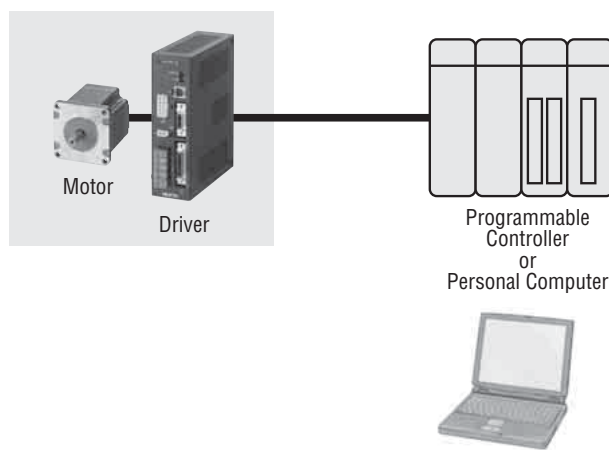 Motor
Driver
Programmable
Controller
or
Personal Computer